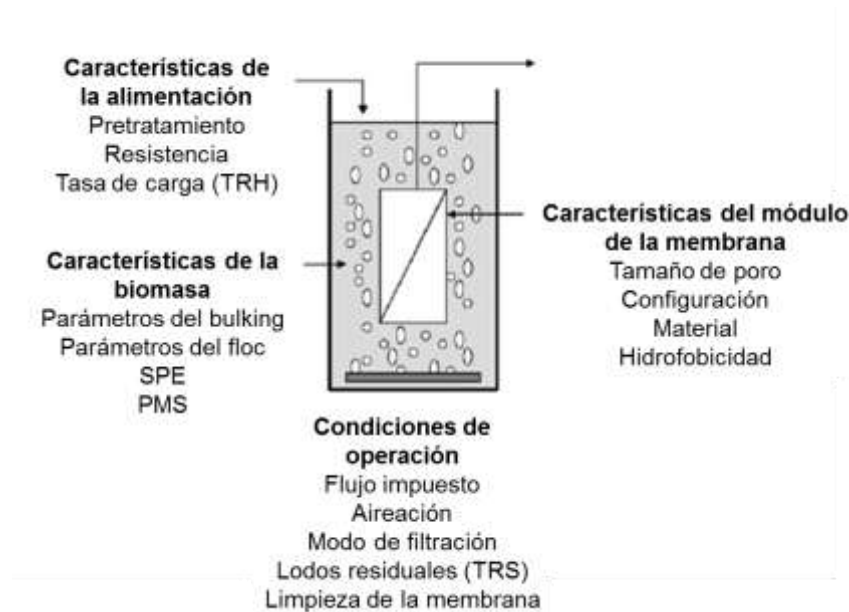 Características de
la alimentación
Pretratamiento
Resistencia
Tasa de carga (TRH)
Características de la
biomasa
Parámetros del bulking
Parámetros del floc
SPE
PMS
Características del módulo
de la membrana
Tamaño de poro
Configuración
Material
Hidrofobicidad
Condiciones de
operación
Flujo impuesto
Aireación
Modo de filtración
Lodos residuales (TRS)
Limpieza de la membrana